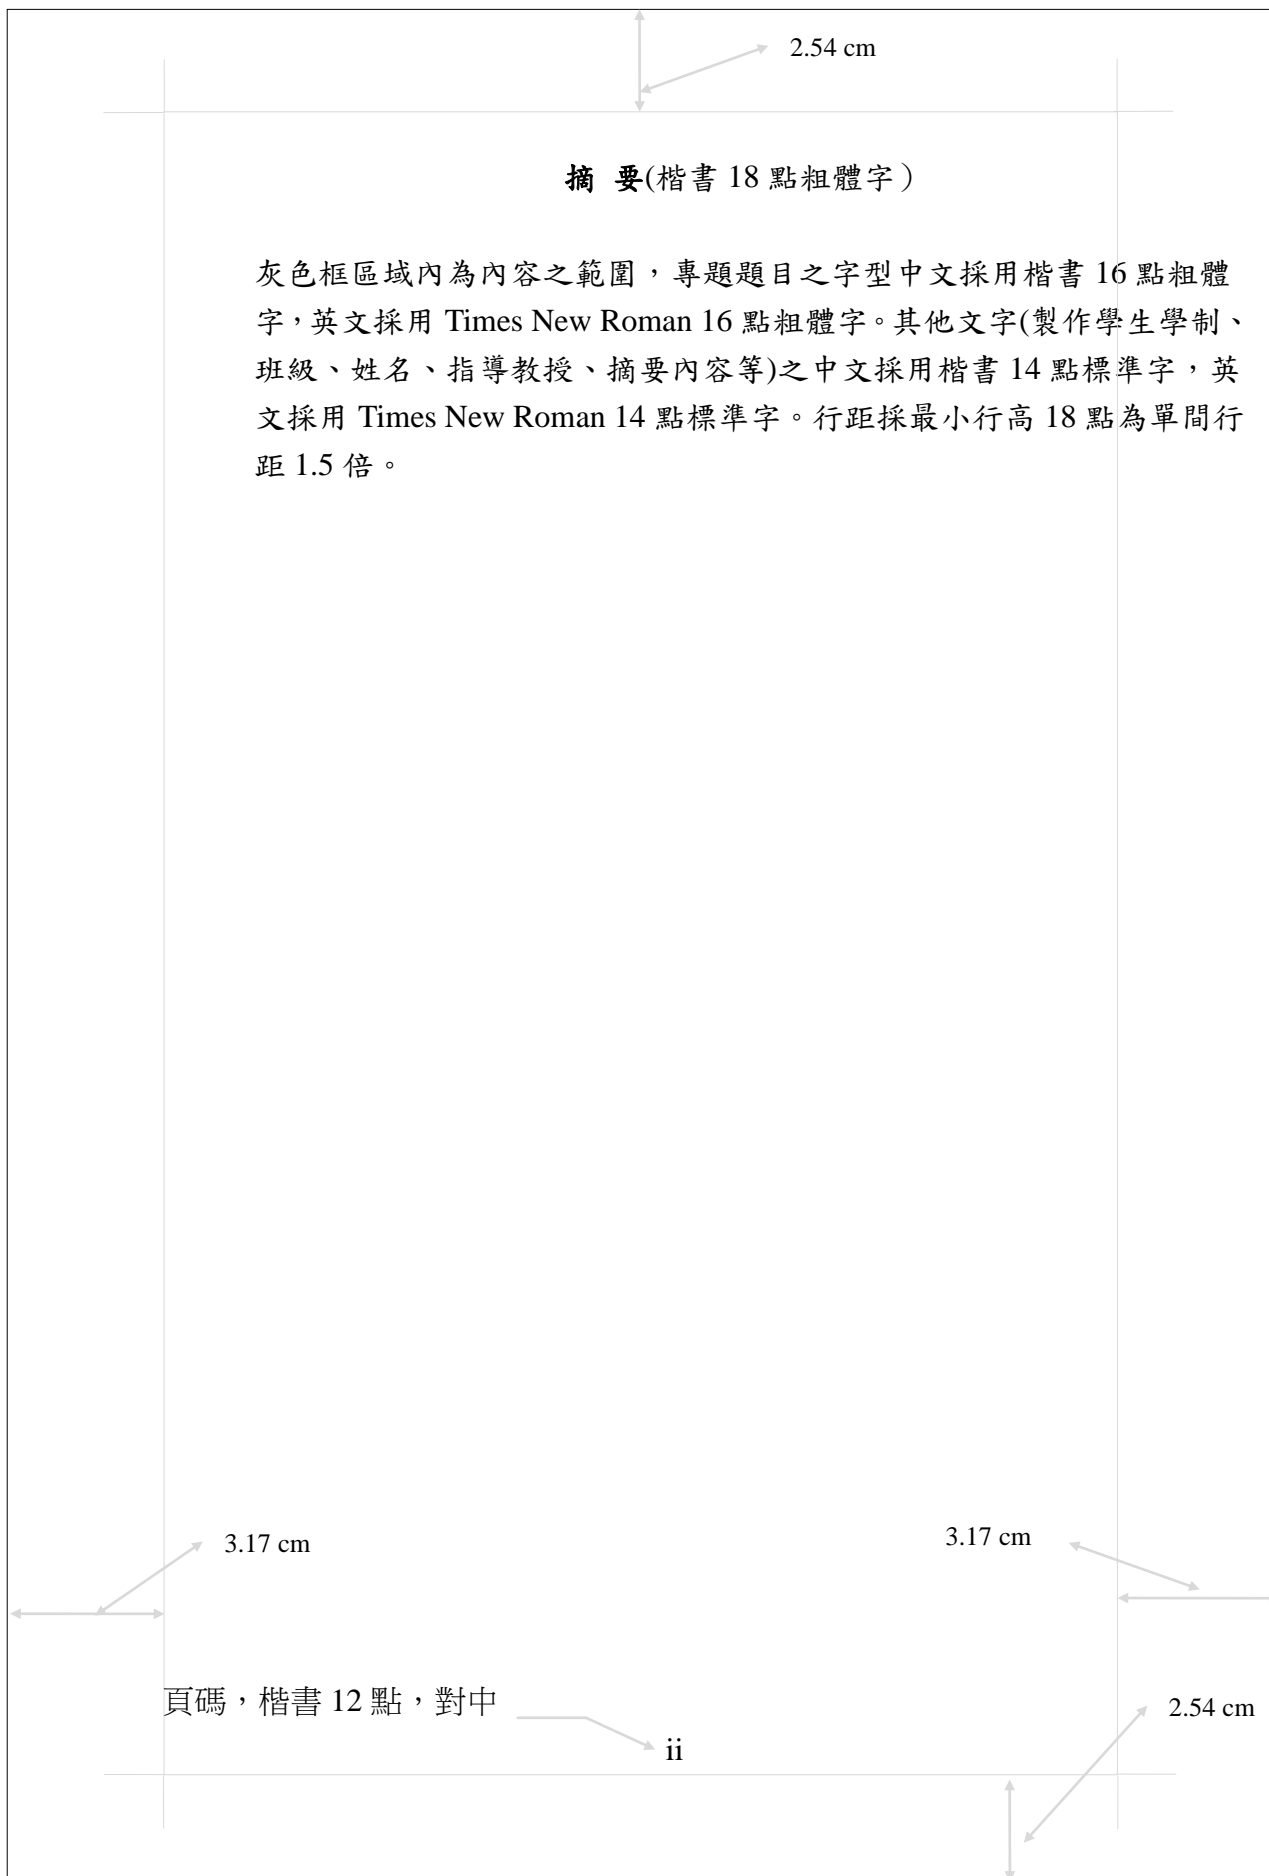 2.54 cm
摘 要(楷書 18 點粗體字）
灰色框區域內為內容之範圍，專題題目之字型中文採用楷書 16 點粗體
字，英文採用 Times New Roman 16 點粗體字。其他文字(製作學生學制、
班級、姓名、指導教授、摘要內容等)之中文採用楷書 14 點標準字，英
文採用 Times New Roman 14 點標準字。行距採最小行高 18 點為單間行
距 1.5 倍。
3.17 cm
3.17 cm
頁碼，楷書 12 點，對中
2.54 cm
ii